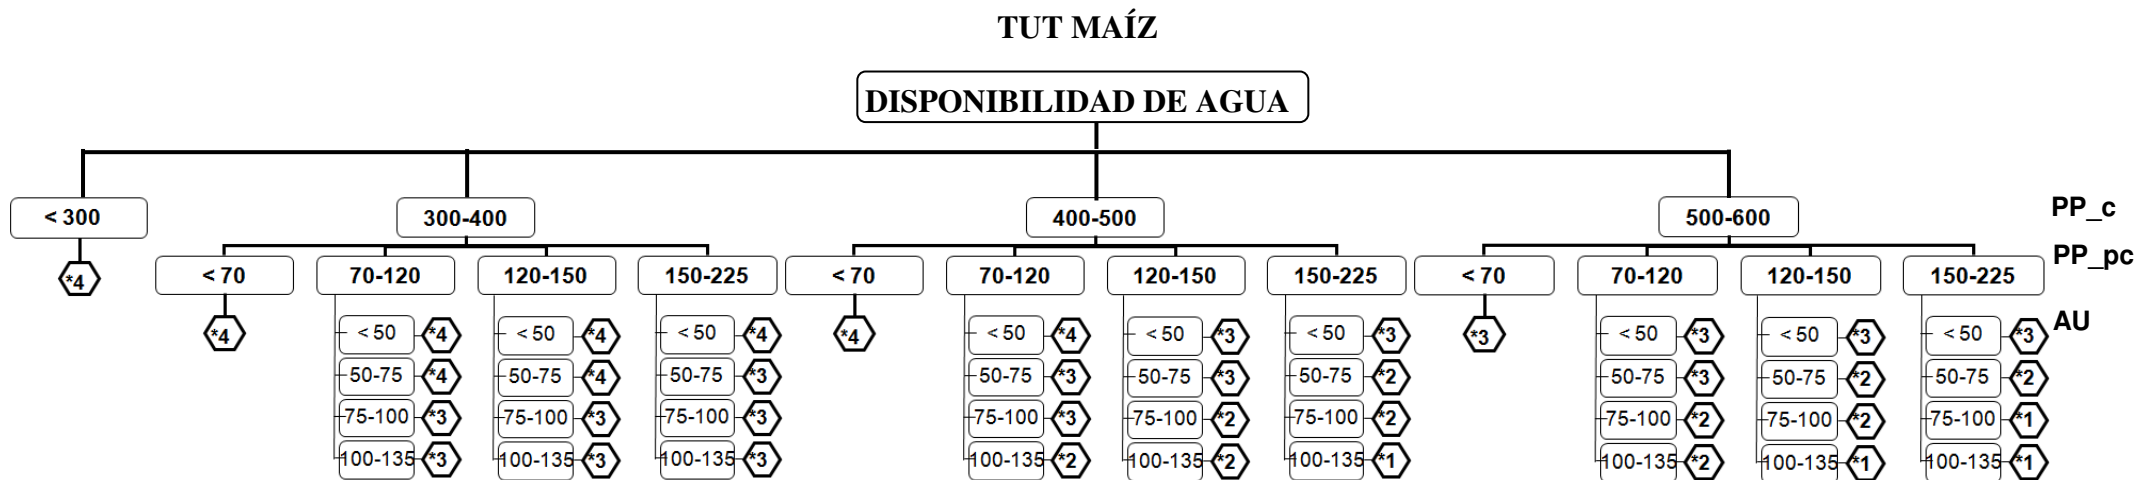 TUT MAÍZ
DISPONIBILIDAD DE AGUA
< 300 300-400 400-500 500-600 PP_c
< 70 70-120 120-150 150-225 < 70 70-120 120-150 150-225 < 70 70-120 120-150 150-225 PP_pc
*4 *4 *4 *3 AU
< 50 *4 < 50 *4 < 50 *4 < 50 *4 < 50 *3 < 50 *3 < 50 *3 < 50 *3 < 50 *3
50-75 *4 50-75 *4 50-75 *3 50-75 *3 50-75 *3 50-75 *2 50-75 *3 50-75 *2 50-75 *2
75-100 *3 75-100 *3 75-100 *3 75-100 *3 75-100 *2 75-100 *2 75-100 *2 75-100 *2 75-100 *1
100-135 *3 100-135 *3 100-135 *3 100-135 *2 100-135 *2 100-135 *1 100-135 *2 100-135 *1 100-135 *1